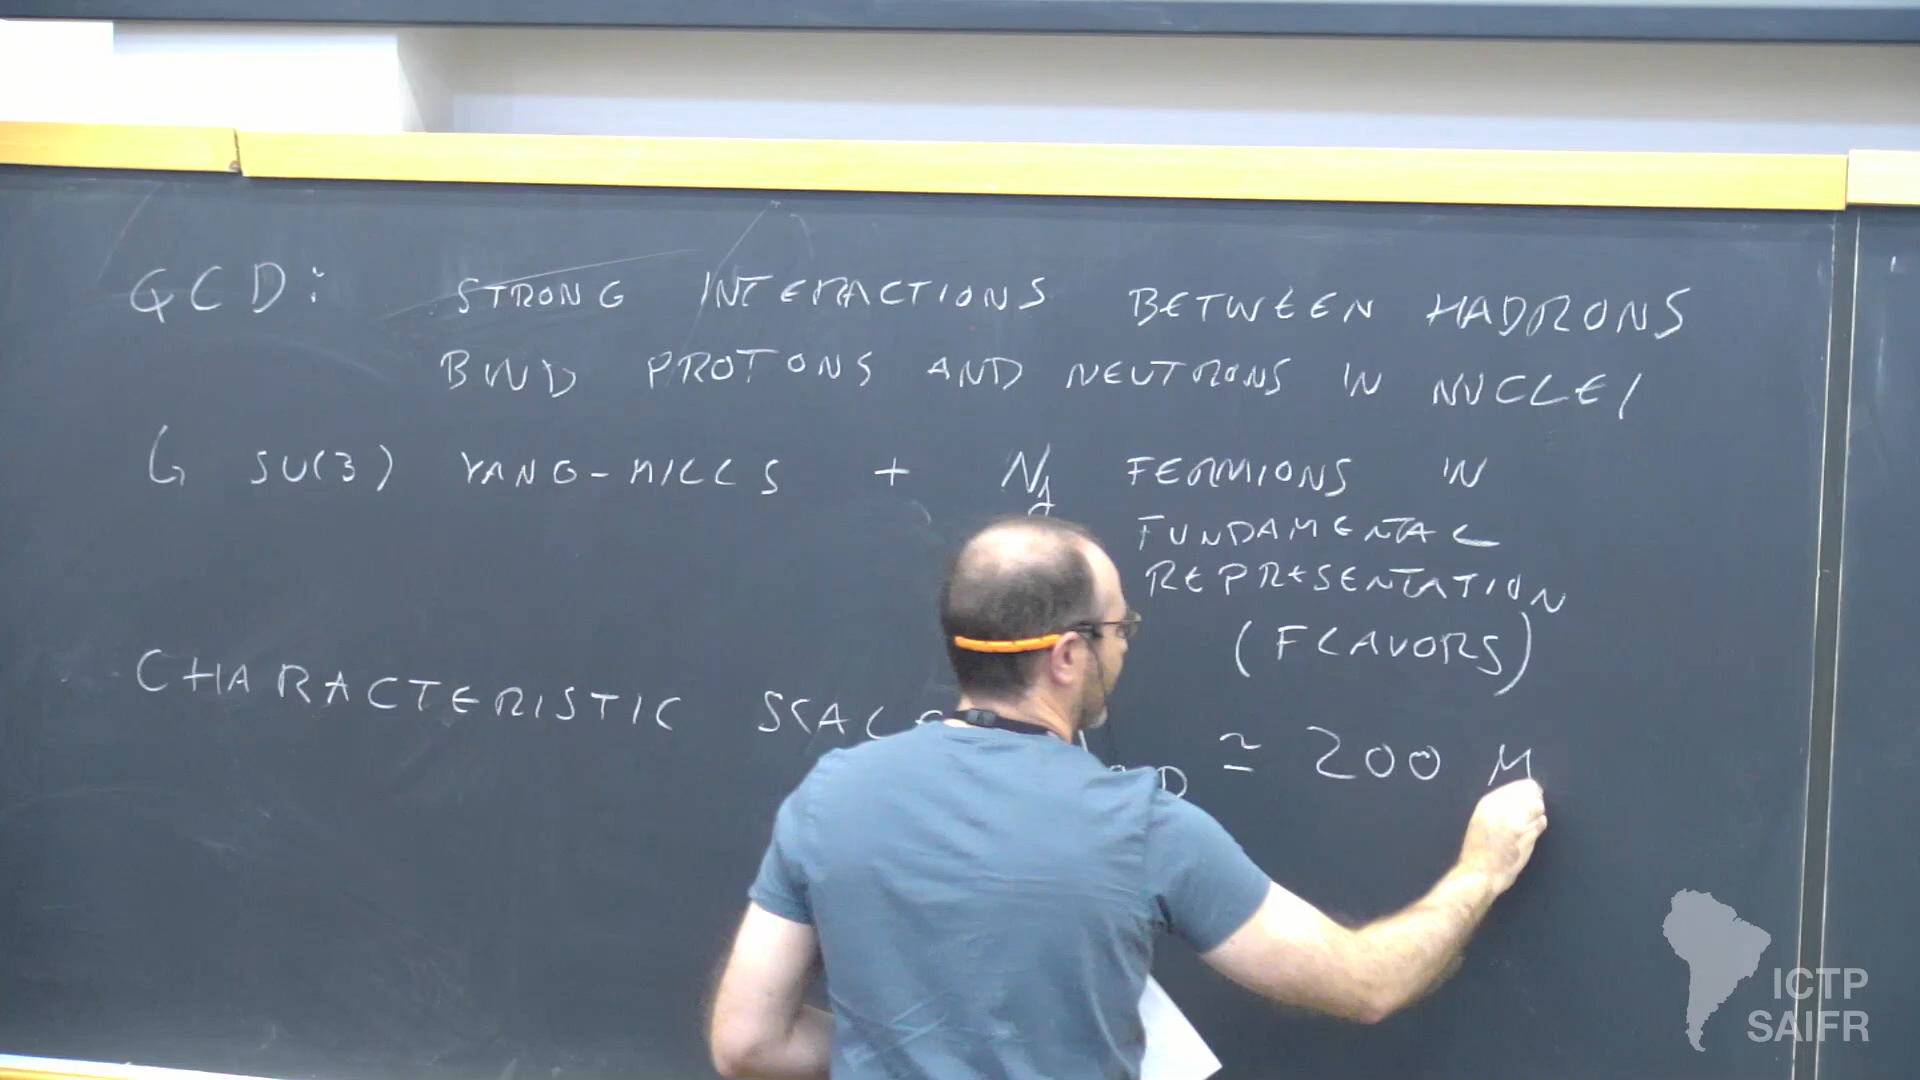 QCD: STRONG INTERACTIONS BETWEEN HADRONS
BIND PROTONS AND NEUTRONS IN NUCLEI
↳ SU(3) YANG-MILLS + N_f FERMIONS IN
FUNDAMENTAL
REPRESENTATION
(FLAVORS)
CHARACTERISTIC SCALE D ≃ 200 M
ICTP
SAIFR